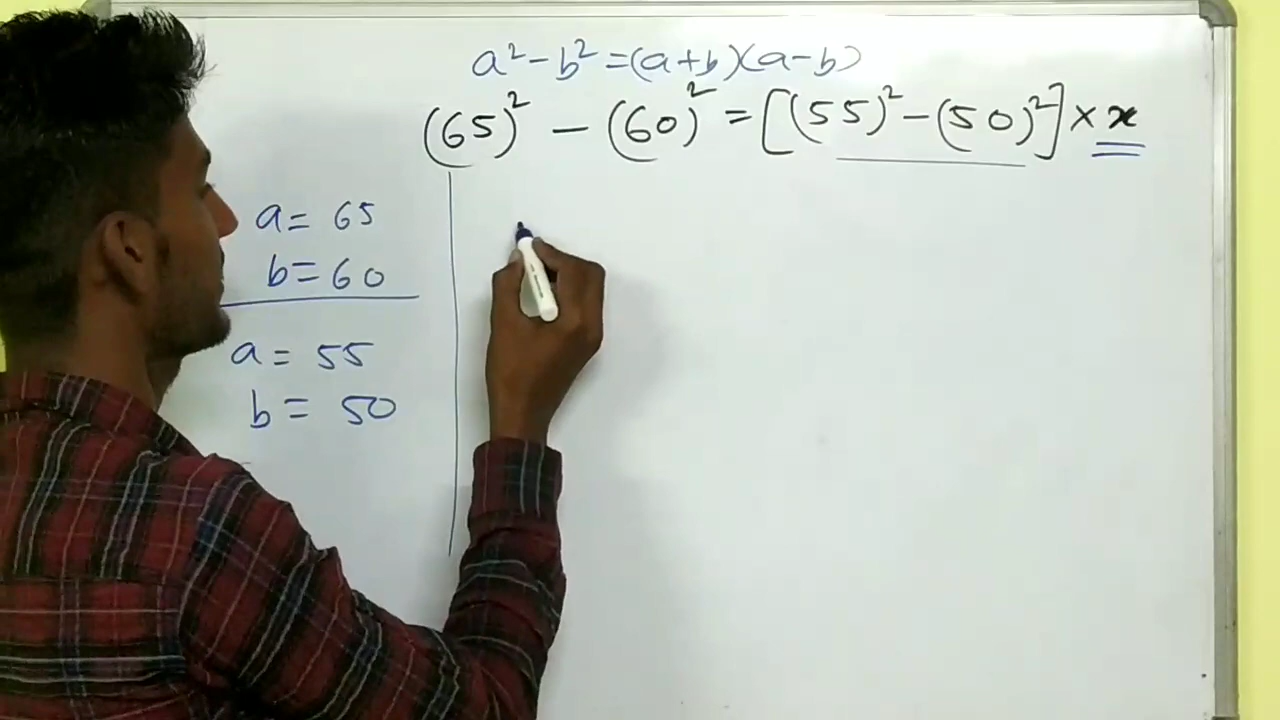 a² - b² = (a+b)(a-b)
(65)² - (60)² = [(55)² - (50)²] × x
a = 65
b = 60
a = 55
b = 50